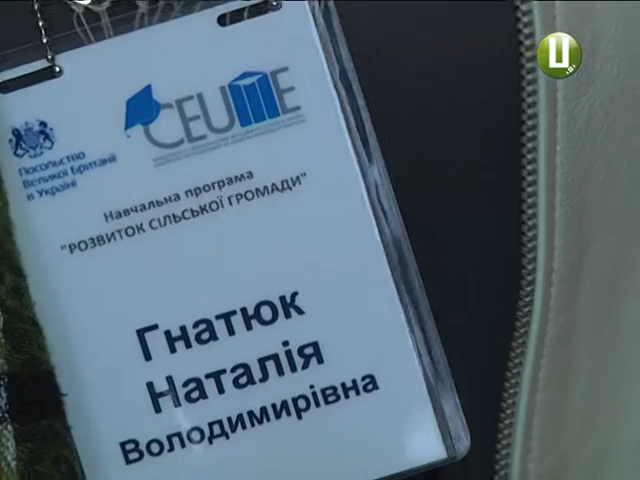 Ц
CEUME
Посольство
Великої Британії
в Україні
Навчальна програма
"РОЗВИТОК СІЛЬСЬКОЇ ГРОМАДИ"
Гнатюк
Наталія
Володимирівна